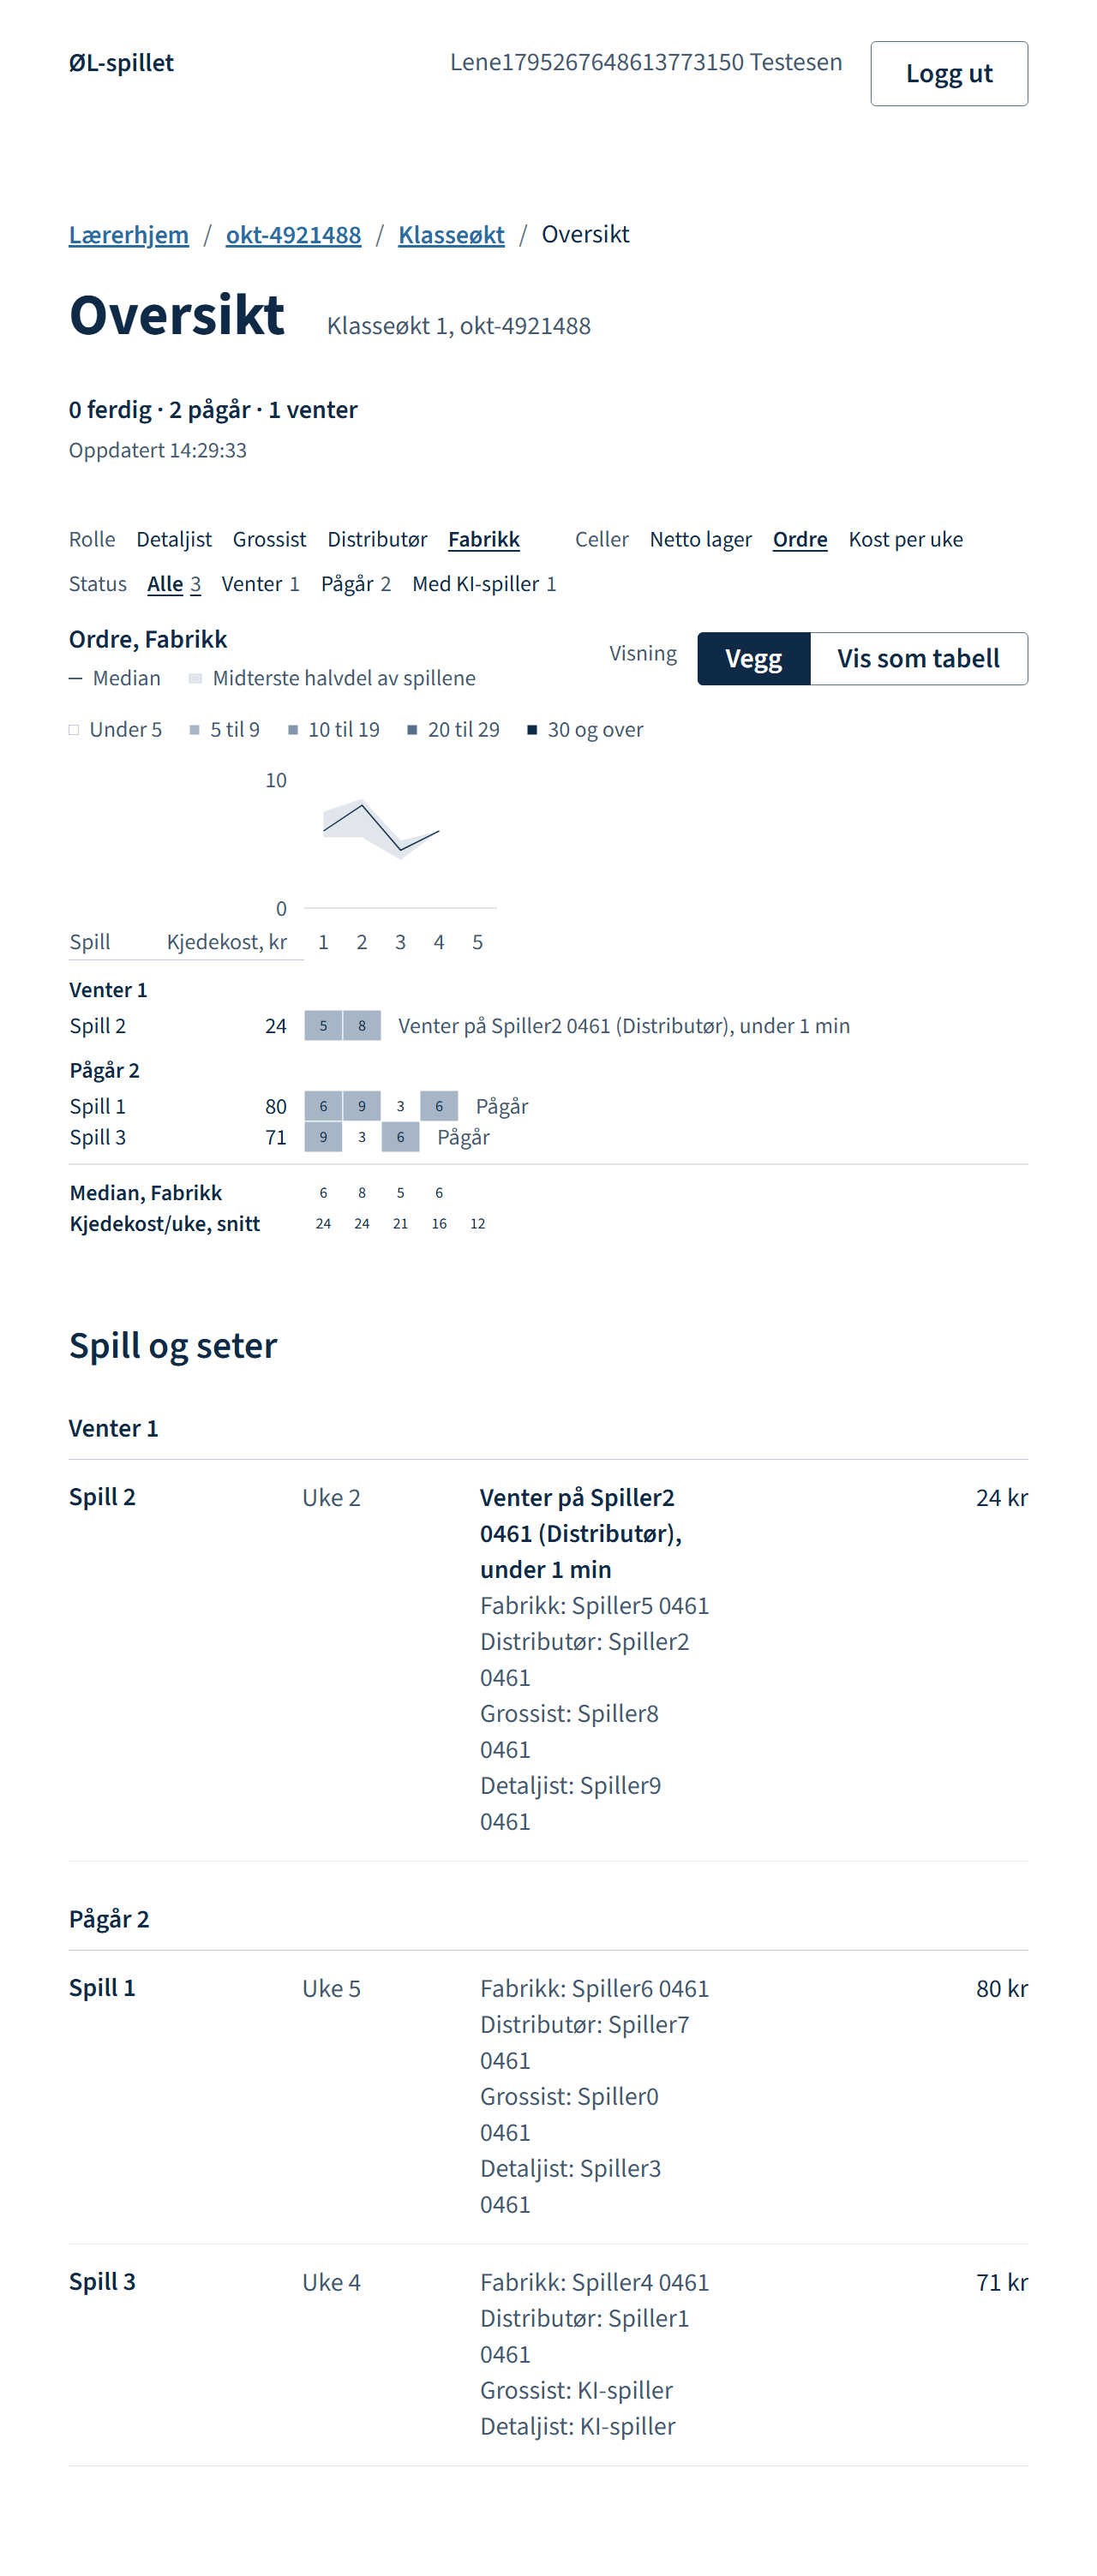 ØL-spillet Lene1795267648613773150 Testesen Logg ut
Lærerhjem / okt-4921488 / Klasseøkt / Oversikt
Oversikt Klasseøkt 1, okt-4921488
0 ferdig · 2 pågår · 1 venter
Oppdatert 14:29:33
Rolle Detaljist Grossist Distributør Fabrikk Celler Netto lager Ordre Kost per uke
Status Alle 3 Venter 1 Pågår 2 Med KI-spiller 1
Ordre, Fabrikk Visning Vegg Vis som tabell
Median Midterste halvdel av spillene
Under 5 5 til 9 10 til 19 20 til 29 30 og over
10
0
Spill Kjedekost, kr 1 2 3 4 5
Venter 1
Spill 2 24 5 8 Venter på Spiller2 0461 (Distributør), under 1 min
Pågår 2
Spill 1 80 6 9 3 6 Pågår
Spill 3 71 9 3 6 Pågår
Median, Fabrikk 6 8 5 6
Kjedekost/uke, snitt 24 24 21 16 12
Spill og seter
Venter 1
Spill 2 Uke 2 Venter på Spiller2 24 kr
0461 (Distributør),
under 1 min
Fabrikk: Spiller5 0461
Distributør: Spiller2
0461
Grossist: Spiller8
0461
Detaljist: Spiller9
0461
Pågår 2
Spill 1 Uke 5 Fabrikk: Spiller6 0461 80 kr
Distributør: Spiller7
0461
Grossist: Spiller0
0461
Detaljist: Spiller3
0461
Spill 3 Uke 4 Fabrikk: Spiller4 0461 71 kr
Distributør: Spiller1
0461
Grossist: KI-spiller
Detaljist: KI-spiller